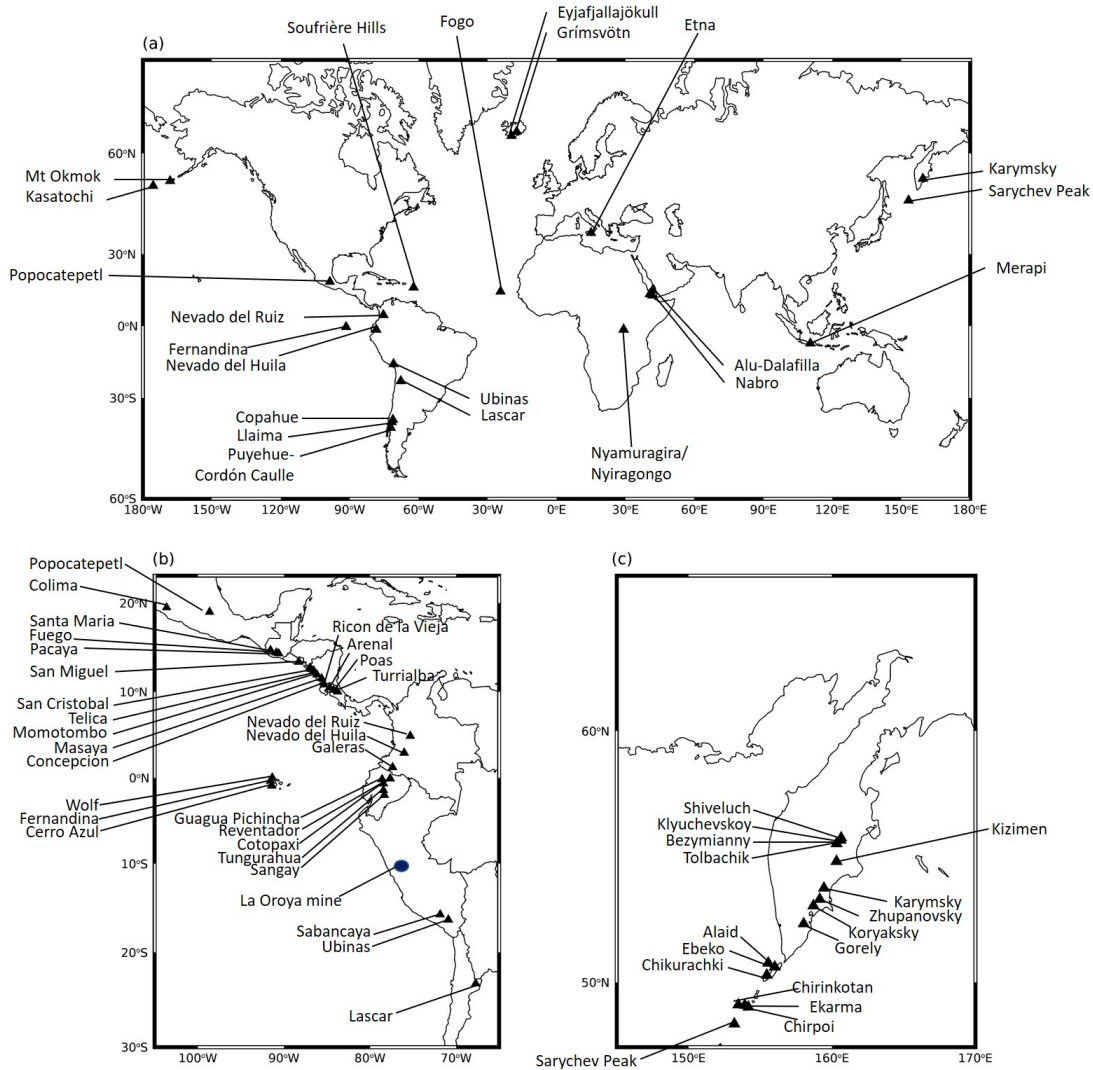 Eyjafjallajökull
Soufrière Hills
Fogo
Grímsvötn
Etna
(a)
60°N
Mt Okmok
Kasatochi
Karymsky
Sarychev Peak
30°N
Popocatepetl
Merapi
Nevado del Ruiz
0°N
Fernandina
Nevado del Huila
Alu-Dalafilla
Nabro
30°S
Ubinas
Lascar
Copahue
Llaima
Puyehue-
Cordón Caulle
Nyamuragira/
Nyiragongo
60°S
180°W 150°W 120°W 90°W 60°W 30°W 0°E 30°E 60°E 90°E 120°E 150°E 180°E
(b)
Popocatepetl
Colima
20°N
Santa Maria
Fuego
Pacaya
San Miguel
Ricon de la Vieja
Arenal
Poas
Turrialba
10°N
San Cristobal
Telica
Momotombo
Masaya
Concepcion
Nevado del Ruiz
Nevado del Huila
Galeras
0°N
Wolf
Fernandina
Cerro Azul
Guagua Pichincha
Reventador
Cotopaxi
Tungurahua
Sangay
10°S
La Oroya mine
Sabancaya
Ubinas
20°S
Lascar
30°S
100°W 90°W 80°W 70°W
(c)
60°N
Shiveluch
Klyuchevskoy
Bezymianny
Tolbachik
Kizimen
Karymsky
Zhupanovsky
Koryaksky
Gorely
Alaid
Ebeko
Chikurachki
50°N
Chirinkotan
Ekarma
Chirpoi
Sarychev Peak
150°E 160°E 170°E